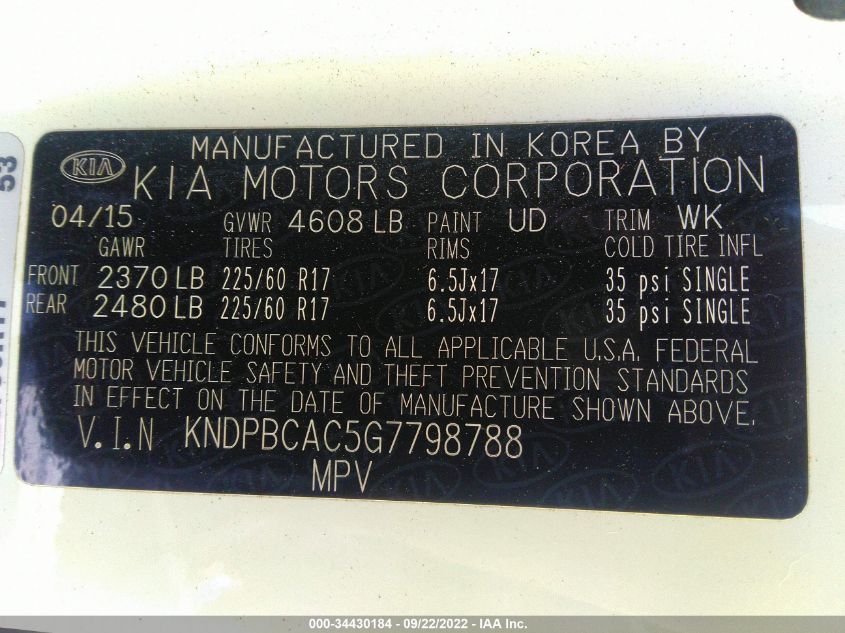 MANUFACTURED IN KOREA BY
KIA KIA MOTORS CORPORATION
04/15 GVWR 4608 LB PAINT UD TRIM WK
GAWR TIRES RIMS COLD TIRE INFL
FRONT 2370 LB 225/60 R17 6.5Jx17 35 psi SINGLE
REAR 2480 LB 225/60 R17 6.5Jx17 35 psi SINGLE
THIS VEHICLE CONFORMS TO ALL APPLICABLE U.S.A. FEDERAL
MOTOR VEHICLE SAFETY AND THEFT PREVENTION STANDARDS
IN EFFECT ON THE DATE OF MANUFACTURE SHOWN ABOVE.
V.I.N KNDPBCAC5G7798788
MPV
53
000-34430184 - 09/22/2022 - IAA Inc.